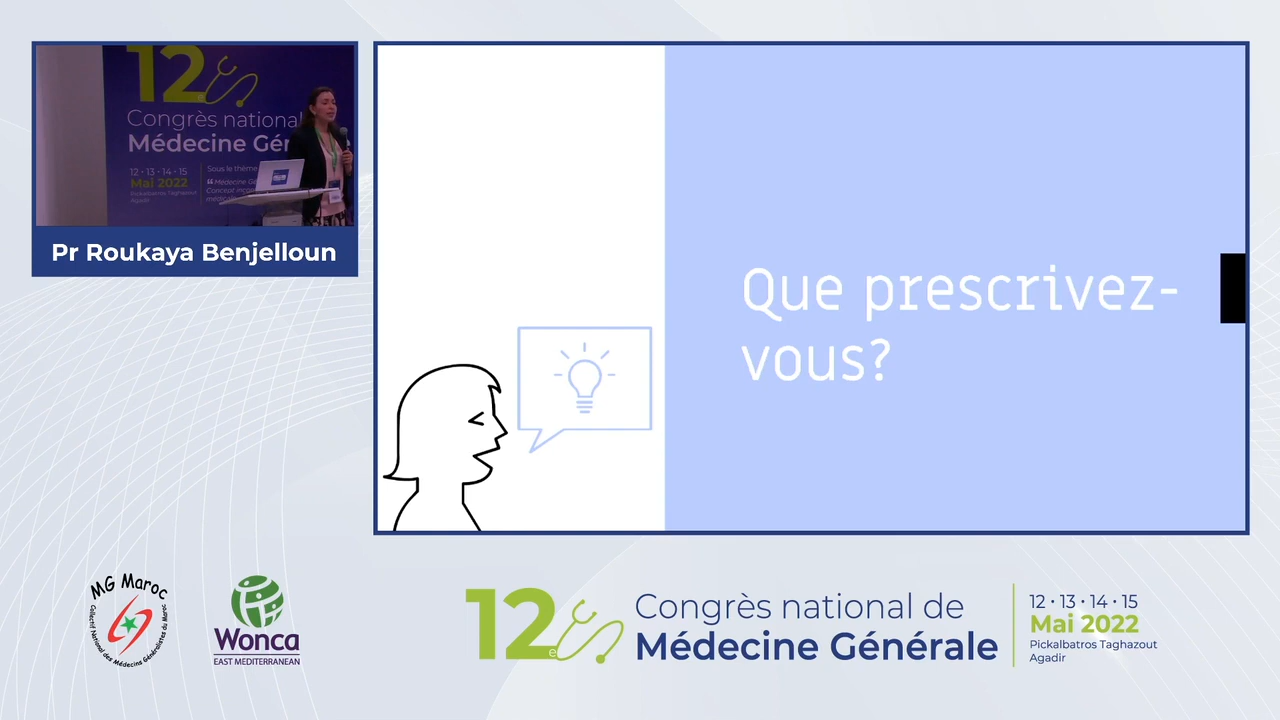 12e
Congrès national
Médecine Gén
12 • 13 • 14 • 15
Mai 2022
Pickalbatros Taghazout
Agadir
Sous le thème
Pr Roukaya Benjelloun
Que prescrivez-
vous?
MG Maroc
Collectif National des Médecins Généralistes du Maroc
Wonca
EAST MEDITERRANEAN
12e
Congrès national de
Médecine Générale
12 • 13 • 14 • 15
Mai 2022
Pickalbatros Taghazout
Agadir